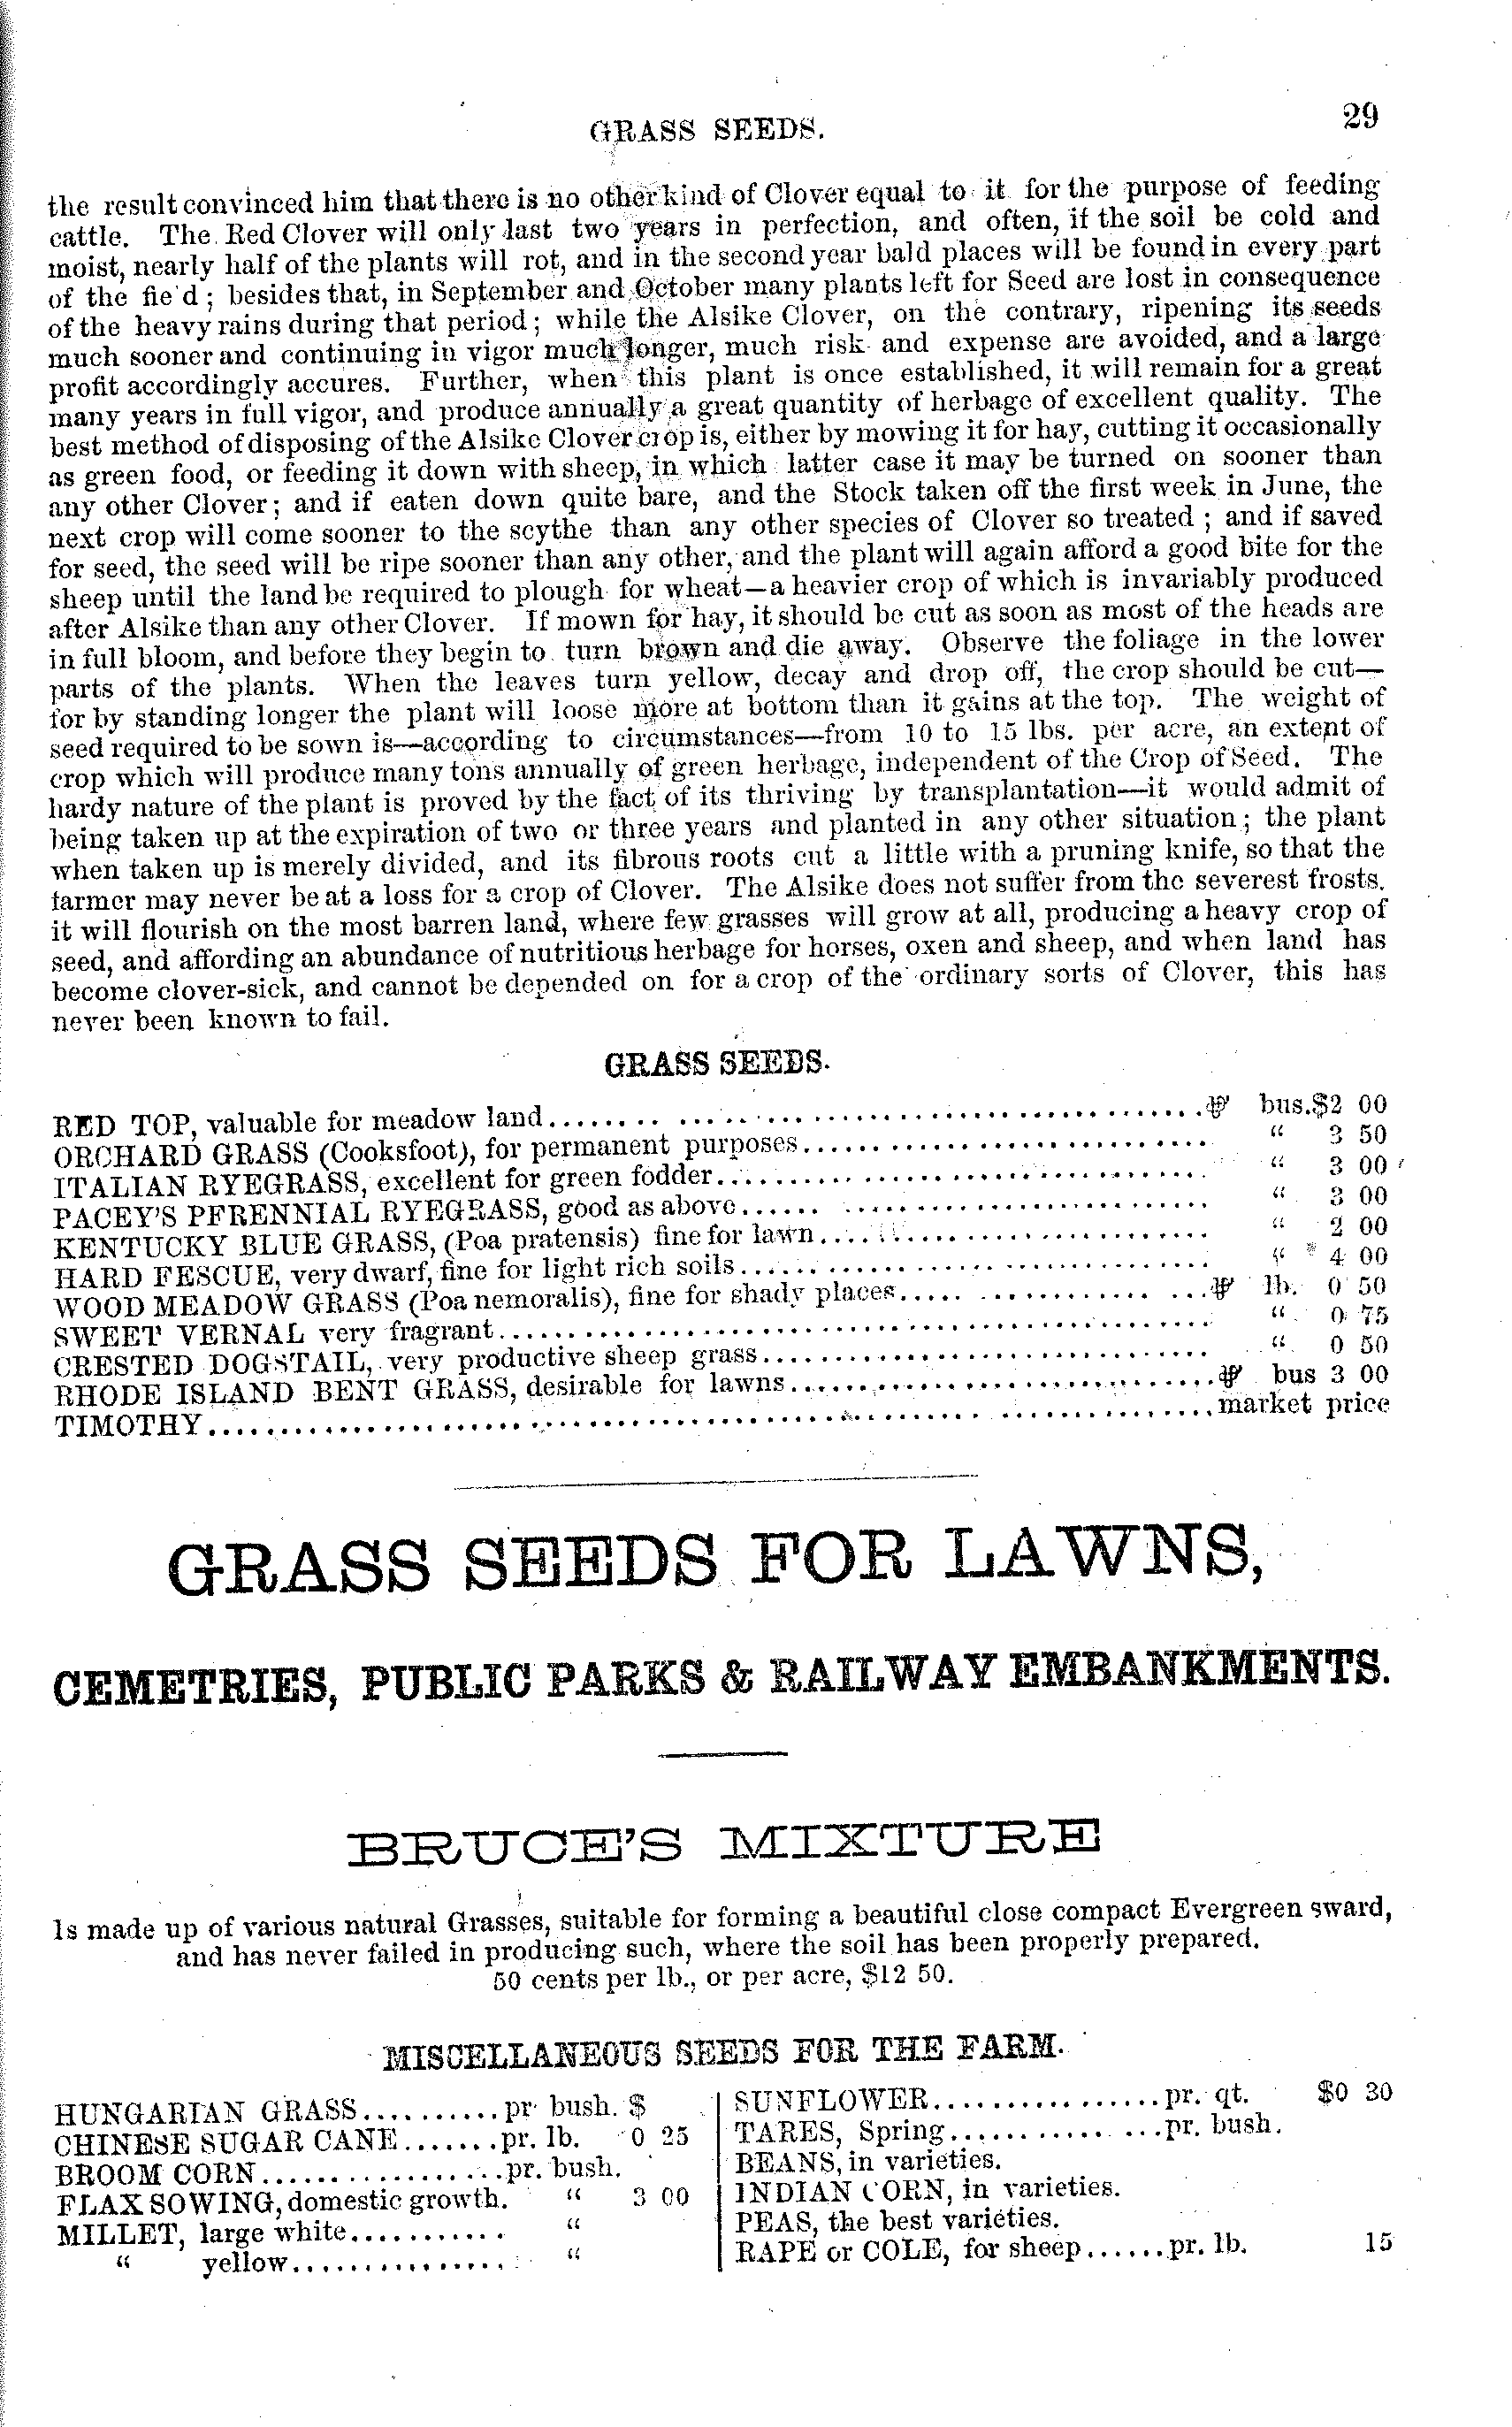 GRASS SEEDS. 29
the result convinced him that there is no other kind of Clover equal to it for the purpose of feeding
cattle. The Red Clover will only last two years in perfection, and often, if the soil be cold and
moist, nearly half of the plants will rot, and in the second year bald places will be found in every part
of the fie'd; besides that, in September and October many plants left for Seed are lost in consequence
of the heavy rains during that period; while the Alsike Clover, on the contrary, ripening its seeds
much sooner and continuing in vigor much longer, much risk and expense are avoided, and a large
profit accordingly accures. Further, when this plant is once established, it will remain for a great
many years in full vigor, and produce annually a great quantity of herbage of excellent quality. The
best method of disposing of the Alsike Clover crop is, either by mowing it for hay, cutting it occasionally
as green food, or feeding it down with sheep, in which latter case it may be turned on sooner than
any other Clover; and if eaten down quite bare, and the Stock taken off the first week in June, the
next crop will come sooner to the scythe than any other species of Clover so treated; and if saved
for seed, the seed will be ripe sooner than any other, and the plant will again afford a good bite for the
sheep until the land be required to plough for wheat—a heavier crop of which is invariably produced
after Alsike than any other Clover. If mown for hay, it should be cut as soon as most of the heads are
in full bloom, and before they begin to turn brown and die away. Observe the foliage in the lower
parts of the plants. When the leaves turn yellow, decay and drop off, the crop should be cut—
for by standing longer the plant will loose more at bottom than it gains at the top. The weight of
seed required to be sown is—according to circumstances—from 10 to 15 lbs. per acre, an extent of
crop which will produce many tons annually of green herbage, independent of the Crop of Seed. The
hardy nature of the plant is proved by the fact of its thriving by transplantation—it would admit of
being taken up at the expiration of two or three years and planted in any other situation; the plant
when taken up is merely divided, and its fibrous roots cut a little with a pruning knife, so that the
farmer may never be at a loss for a crop of Clover. The Alsike does not suffer from the severest frosts.
it will flourish on the most barren land, where few grasses will grow at all, producing a heavy crop of
seed, and affording an abundance of nutritious herbage for horses, oxen and sheep, and when land has
become clover-sick, and cannot be depended on for a crop of the ordinary sorts of Clover, this has
never been known to fail.
GRASS SEEDS.
RED TOP, valuable for meadow land........ ⅌ bus.$2 00
ORCHARD GRASS (Cooksfoot), for permanent purposes........ " 3 50
ITALIAN RYEGRASS, excellent for green fodder........ " 3 00
PACEY'S PFRENNIAL RYEGRASS, good as above........ " 3 00
KENTUCKY BLUE GRASS, (Poa pratensis) fine for lawn........ " 2 00
HARD FESCUE, very dwarf, fine for light rich soils........ " 4 00
WOOD MEADOW GRASS (Poa nemoralis), fine for shady places........ ⅌ lb. 0 50
SWEET VERNAL very fragrant........ " 0 75
CRESTED DOGSTAIL, very productive sheep grass........ " 0 50
RHODE ISLAND BENT GRASS, desirable for lawns........ ⅌ bus 3 00
TIMOTHY........ market price
GRASS SEEDS FOR LAWNS,
CEMETRIES, PUBLIC PARKS & RAILWAY EMBANKMENTS.
BRUCE'S MIXTURE
Is made up of various natural Grasses, suitable for forming a beautiful close compact Evergreen sward,
and has never failed in producing such, where the soil has been properly prepared.
50 cents per lb., or per acre, $12 50.
MISCELLANEOUS SEEDS FOR THE FARM.
HUNGARIAN GRASS........pr bush. $
CHINESE SUGAR CANE.......pr. lb. 0 25
BROOM CORN........pr. bush.
FLAX SOWING, domestic growth. " 3 00
MILLET, large white........ "
" yellow........ "
SUNFLOWER........pr. qt. $0 30
TARES, Spring........pr. bush.
BEANS, in varieties.
INDIAN CORN, in varieties.
PEAS, the best varieties.
RAPE or COLE, for sheep......pr. lb. 15